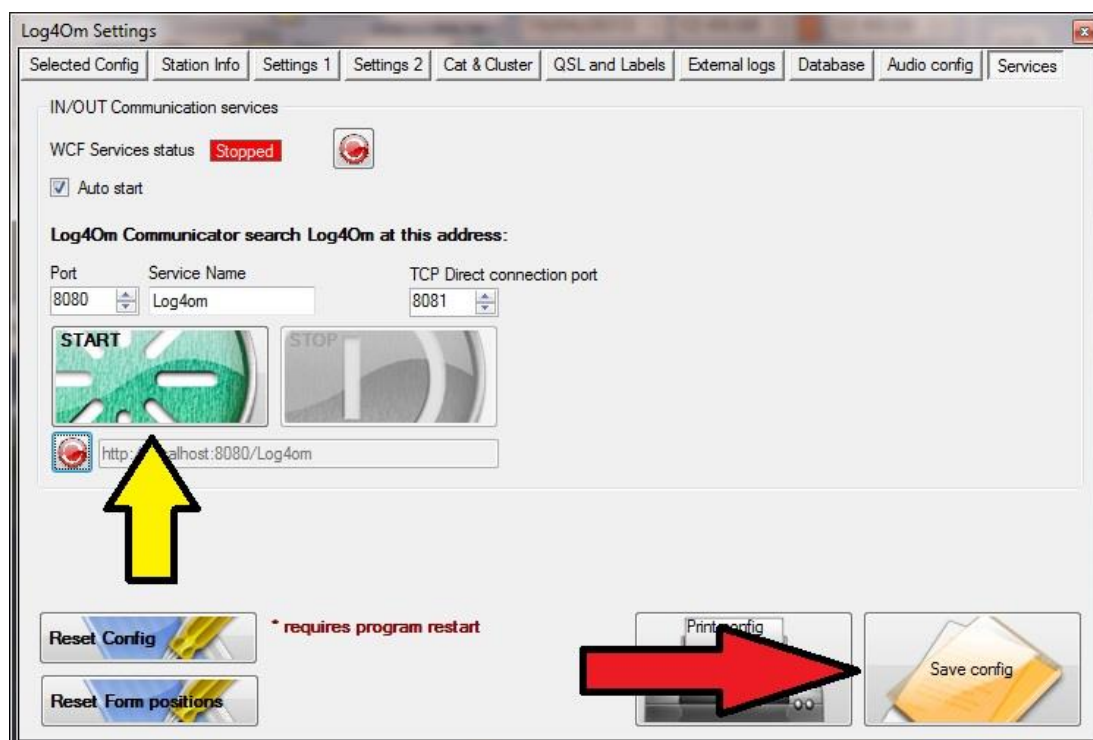 Log4Om Settings
Selected Config Station Info Settings 1 Settings 2 Cat & Cluster QSL and Labels External logs Database Audio config Services
IN/OUT Communication services
WCF Services status Stopped
Auto start
Log4Om Communicator search Log4Om at this address:
Port Service Name TCP Direct connection port
8080 Log4om 8081
START STOP
http: alhost:8080/Log4om
Reset Config * requires program restart Print config Save config
Reset Form positions